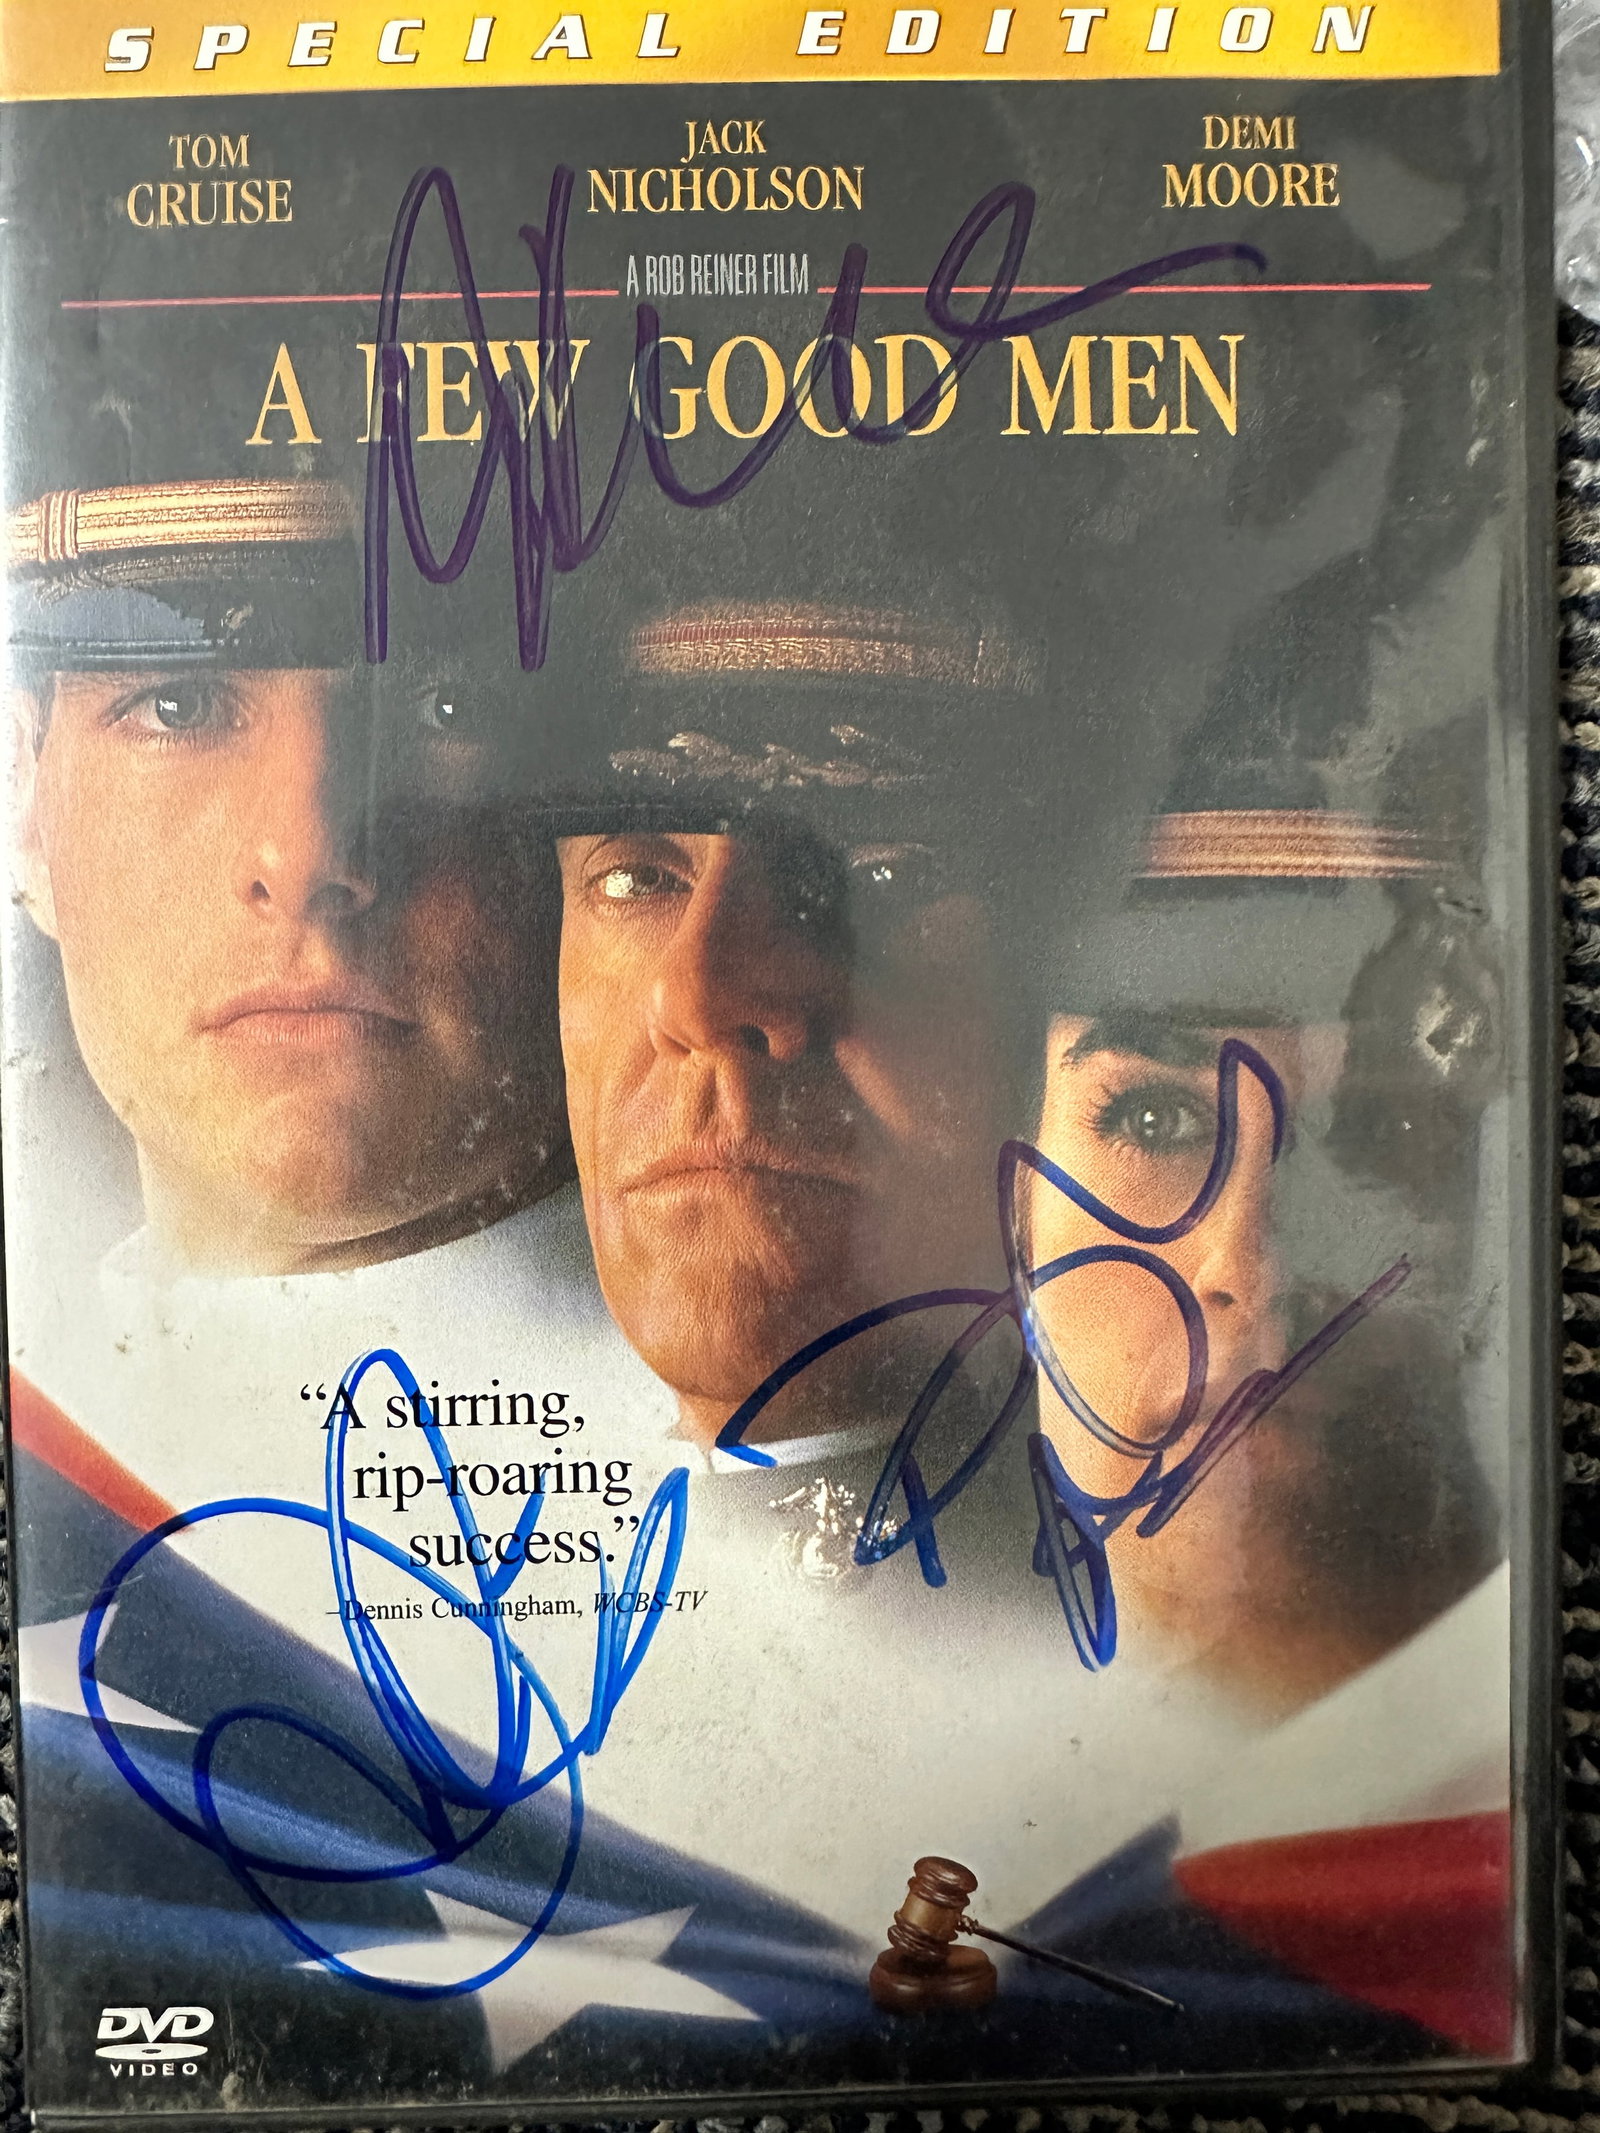 SPECIAL EDITION
TOM CRUISE
JACK NICHOLSON
DEMI MOORE
A ROB REINER FILM
A FEW GOOD MEN
“A stirring,
rip-roaring
success.”
–Dennis Cunningham, WCBS-TV
DVD
VIDEO